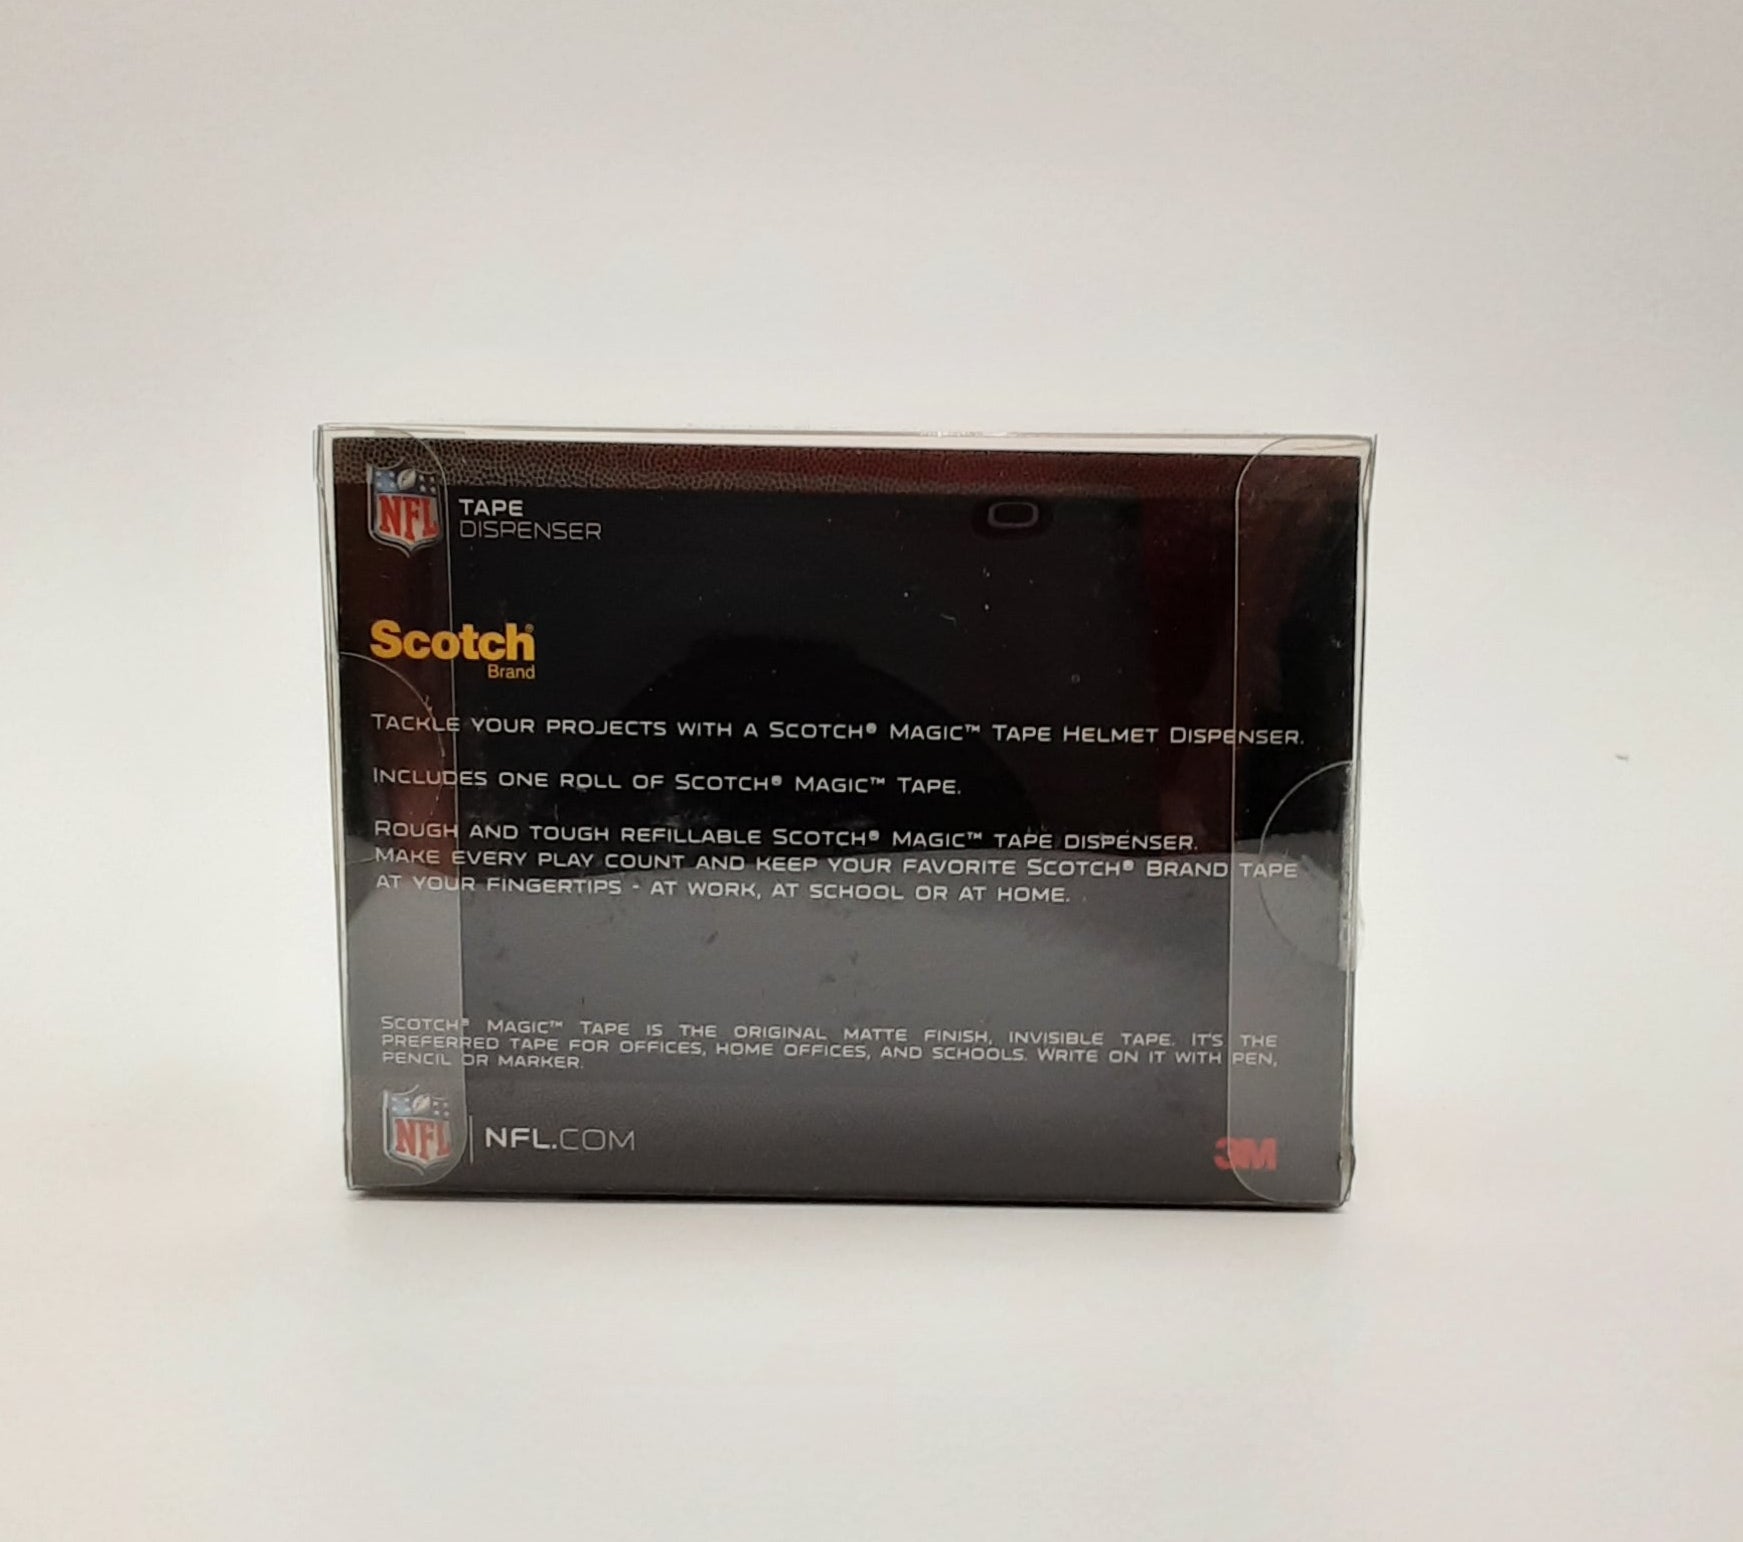 NFL
TAPE
DISPENSER
Scotch®
Brand
TACKLE YOUR PROJECTS WITH A SCOTCH® MAGIC™ TAPE HELMET DISPENSER.
INCLUDES ONE ROLL OF SCOTCH® MAGIC™ TAPE.
ROUGH AND TOUGH REFILLABLE SCOTCH® MAGIC™ TAPE DISPENSER.
MAKE EVERY PLAY COUNT AND KEEP YOUR FAVORITE SCOTCH® BRAND TAPE
AT YOUR FINGERTIPS - AT WORK, AT SCHOOL OR AT HOME.
SCOTCH® MAGIC™ TAPE IS THE ORIGINAL MATTE FINISH, INVISIBLE TAPE. IT'S THE
PREFERRED TAPE FOR OFFICES, HOME OFFICES, AND SCHOOLS. WRITE ON IT WITH PEN,
PENCIL OR MARKER.
NFL
NFL.COM
3M